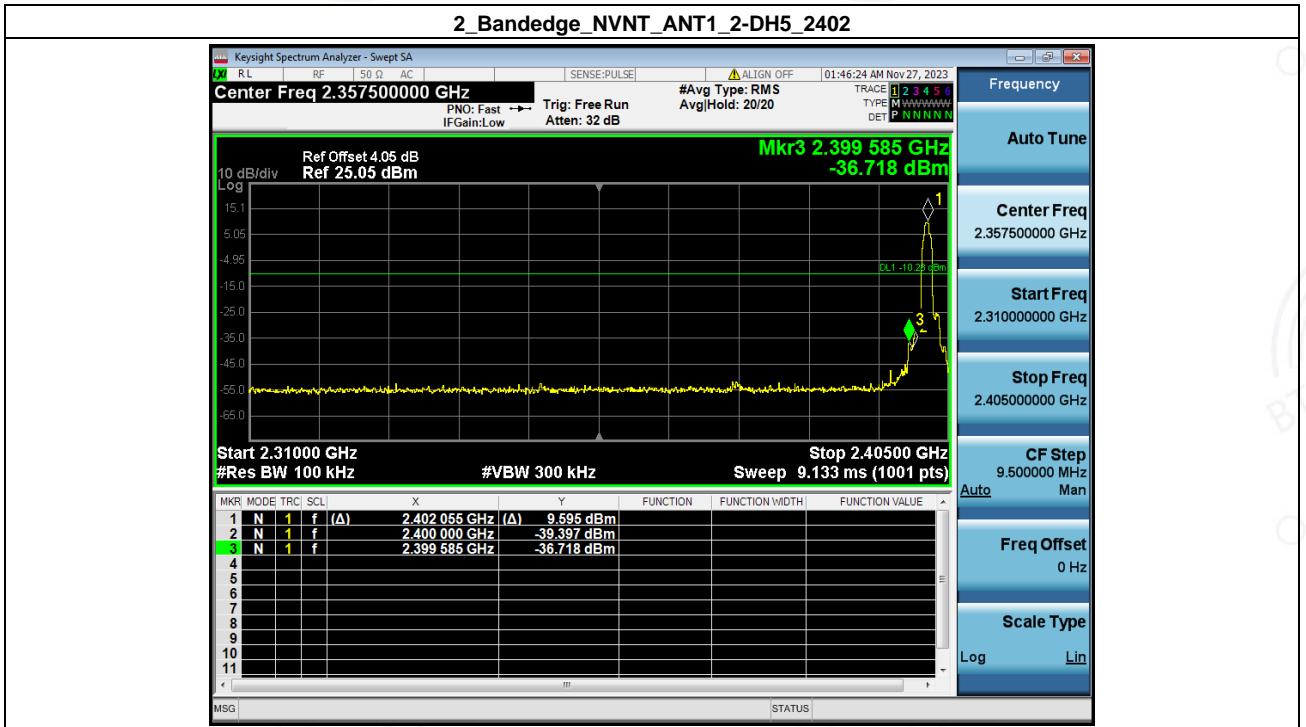 2_Bandedge_NVNT_ANT1_2-DH5_2402
Keysight Spectrum Analyzer - Swept SA
LXI RL RF 50 Ω AC SENSE:PULSE ALIGN OFF 01:46:24 AM Nov 27, 2023
Center Freq 2.357500000 GHz
PNO: Fast
IFGain:Low
Trig: Free Run
Atten: 32 dB
#Avg Type: RMS
Avg|Hold: 20/20
TRACE 1 2 3 4 5 6
TYPE M WWWWW
DET P N N N N N
Mkr3 2.399 585 GHz
-36.718 dBm
Ref Offset 4.05 dB
10 dB/div Ref 25.05 dBm
Log
15.1
5.05
-4.95
-15.0
-25.0
-35.0
-45.0
-55.0
-65.0
1
DL1 -10.23 dBm
3
2
Start 2.31000 GHz Stop 2.40500 GHz
#Res BW 100 kHz #VBW 300 kHz Sweep 9.133 ms (1001 pts)
MKR MODE TRC SCL X Y FUNCTION FUNCTION WIDTH FUNCTION VALUE
1 N 1 f (Δ) 2.402 055 GHz (Δ) 9.595 dBm
2 N 1 f 2.400 000 GHz -39.397 dBm
3 N 1 f 2.399 585 GHz -36.718 dBm
4
5
6
7
8
9
10
11
MSG STATUS
Frequency
Auto Tune
Center Freq
2.357500000 GHz
Start Freq
2.310000000 GHz
Stop Freq
2.405000000 GHz
CF Step
9.500000 MHz
Auto Man
Freq Offset
0 Hz
Scale Type
Log Lin